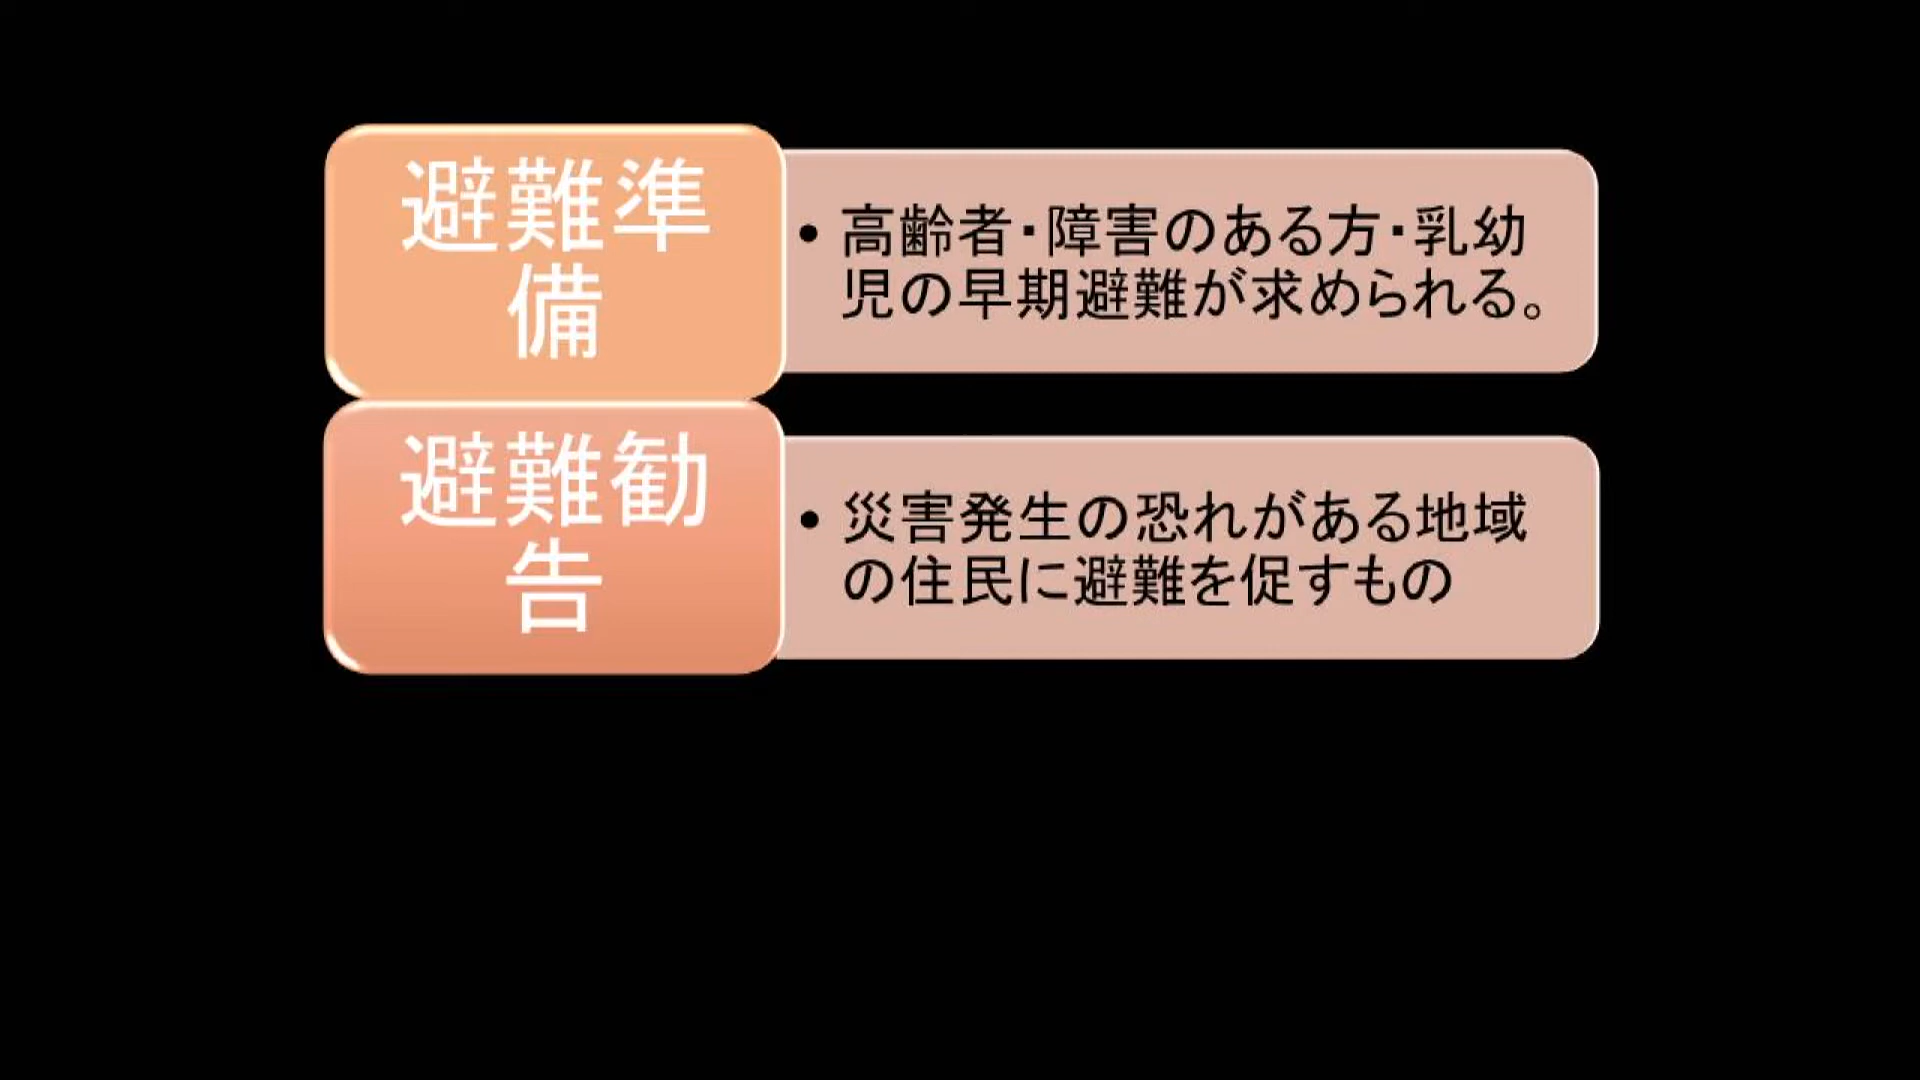 避難準
備
・高齢者・障害のある方・乳幼
児の早期避難が求められる。
避難勧
告
・災害発生の恐れがある地域
の住民に避難を促すもの